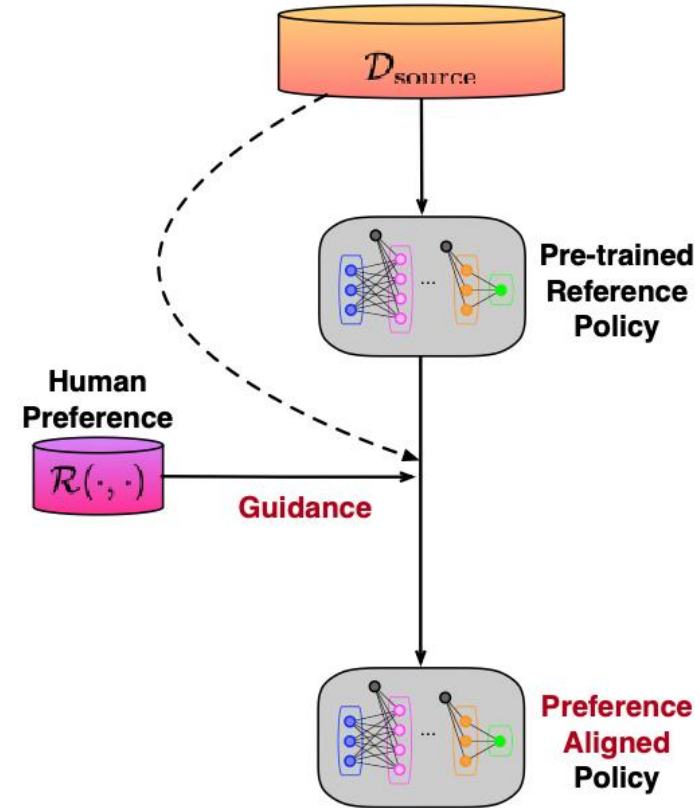 𝒟source
Pre-trained
Reference
Policy
...
Human
Preference
ℛ(·,·)
Guidance
Preference
Aligned
Policy
...